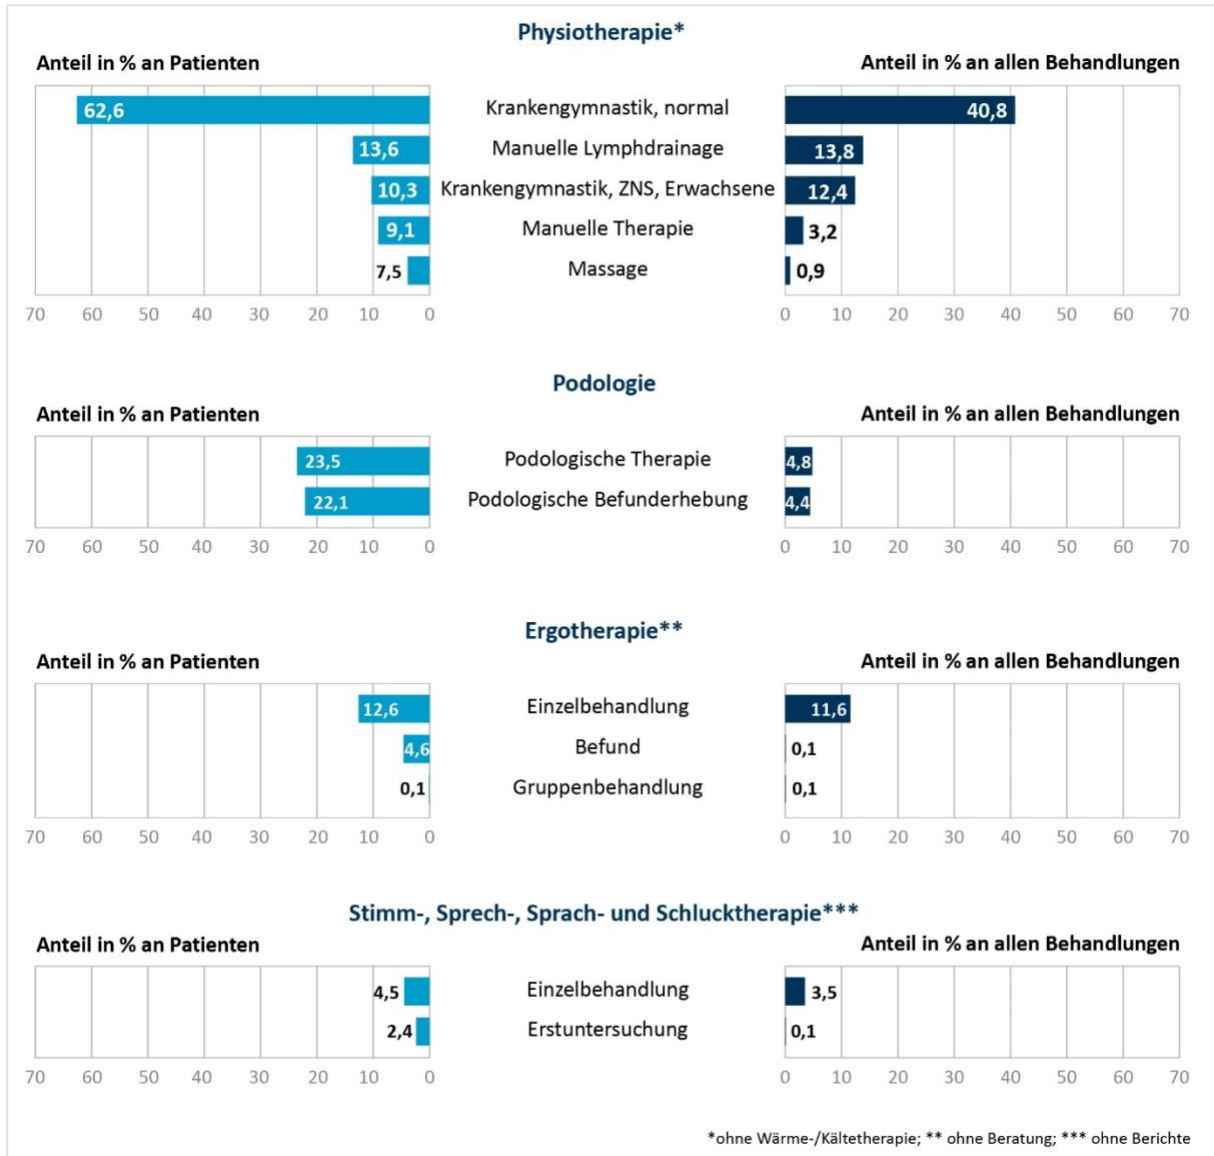 Physiotherapie*
Anteil in % an Patienten
Anteil in % an allen Behandlungen
62,6 Krankengymnastik, normal 40,8
13,6 Manuelle Lymphdrainage 13,8
10,3 Krankengymnastik, ZNS, Erwachsene 12,4
9,1 Manuelle Therapie 3,2
7,5 Massage 0,9
70 60 50 40 30 20 10 0 0 10 20 30 40 50 60 70
Podologie
Anteil in % an Patienten
Anteil in % an allen Behandlungen
23,5 Podologische Therapie 4,8
22,1 Podologische Befunderhebung 4,4
70 60 50 40 30 20 10 0 0 10 20 30 40 50 60 70
Ergotherapie**
Anteil in % an Patienten
Anteil in % an allen Behandlungen
12,6 Einzelbehandlung 11,6
4,6 Befund 0,1
0,1 Gruppenbehandlung 0,1
70 60 50 40 30 20 10 0 0 10 20 30 40 50 60 70
Stimm-, Sprech-, Sprach- und Schlucktherapie***
Anteil in % an Patienten
Anteil in % an allen Behandlungen
4,5 Einzelbehandlung 3,5
2,4 Erstuntersuchung 0,1
70 60 50 40 30 20 10 0 0 10 20 30 40 50 60 70
*ohne Wärme-/Kältetherapie; ** ohne Beratung; *** ohne Berichte